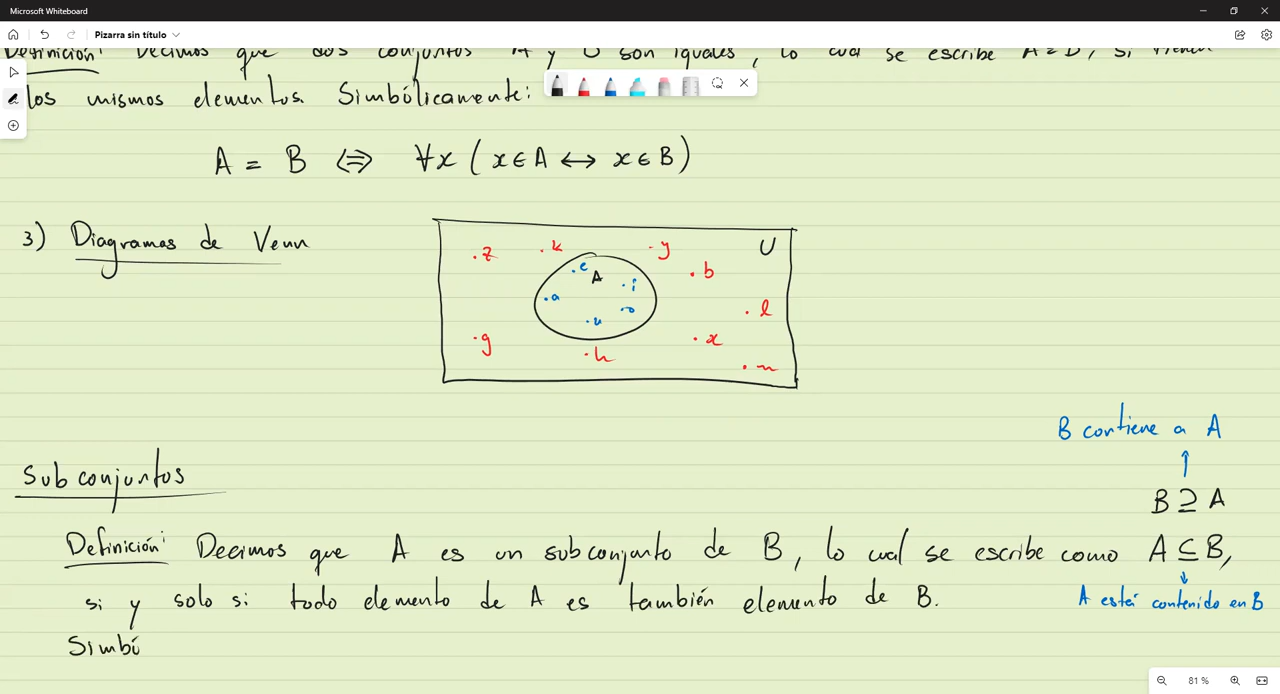 Microsoft Whiteboard
Pizarra sin título
Definición: Decimos que dos conjuntos A y B son iguales, lo cual se escribe A = B, si tienen
los mismos elementos. Simbólicamente:
A = B ⟺ ∀x (x ∈ A ↔ x ∈ B)
3) Diagramas de Venn
U
z k y
e A b
a i
o l
u
g x
h
m
B contiene a A
↑
Subconjuntos
B ⊇ A
Definición: Decimos que A es un subconjunto de B, lo cual se escribe como A ⊆ B,
↓
si y solo si todo elemento de A es también elemento de B.
A está contenido en B
Simbó
81 %